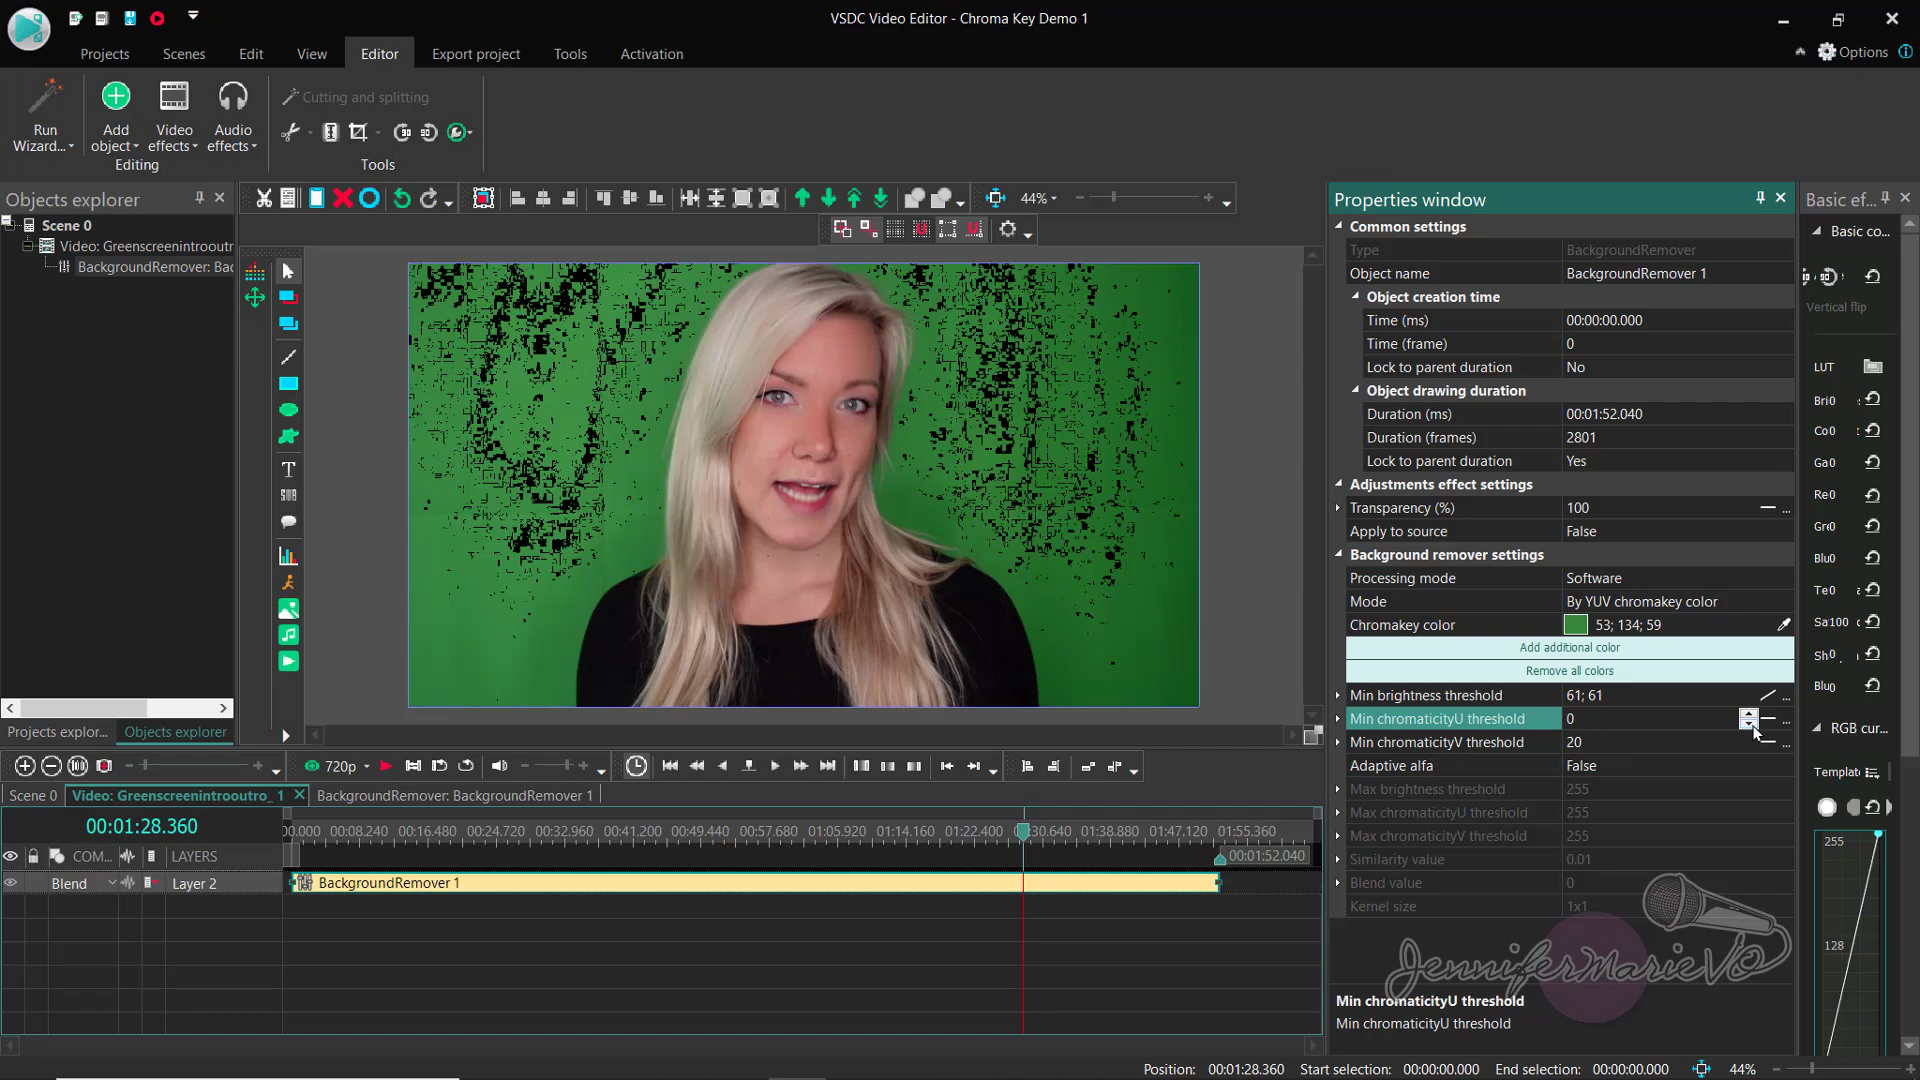 VSDC Video Editor - Chroma Key Demo 1
Projects Scenes Edit View Editor Export project Tools Activation
Options
Run Wizard...
Add object
Video effects
Audio effects
Editing
Cutting and splitting
Tools
Objects explorer
Scene 0
Video: Greenscreenintrooutr
BackgroundRemover: Bac
Projects explor...
Objects explorer
44%
Properties window
Common settings
Type BackgroundRemover
Object name BackgroundRemover 1
Object creation time
Time (ms) 00:00:00.000
Time (frame) 0
Lock to parent duration No
Object drawing duration
Duration (ms) 00:01:52.040
Duration (frames) 2801
Lock to parent duration Yes
Adjustments effect settings
Transparency (%) 100 ...
Apply to source False
Background remover settings
Processing mode Software
Mode By YUV chromakey color
Chromakey color 53; 134; 59
Add additional color
Remove all colors
Min brightness threshold 61; 61 ...
Min chromaticityU threshold 0 ...
Min chromaticityV threshold 20 ...
Adaptive alfa False
Max brightness threshold 255
Max chromaticityU threshold 255
Max chromaticityV threshold 255
Similarity value 0.01
Blend value 0
Kernel size 1x1
JenniferMarieVO
Min chromaticityU threshold
Min chromaticityU threshold
Basic ef...
Basic co...
Vertical flip
LUT
Bri0
Co0
Ga0
Re0
Gr0
Blu0
Te0
Sa100
Sh0
Blu0
RGB cur...
Templat
255
128
720p
Scene 0
Video: Greenscreenintrooutro_ 1
BackgroundRemover: BackgroundRemover 1
00:01:28.360
00.000 00:08.240 00:16.480 00:24.720 00:32.960 00:41.200 00:49.440 00:57.680 01:05.920 01:14.160 01:22.400 30.640 01:38.880 01:47.120 01:55.360
00:01:52.040
COM... LAYERS
Blend Layer 2
BackgroundRemover 1
Position: 00:01:28.360 Start selection: 00:00:00.000 End selection: 00:00:00.000 44%